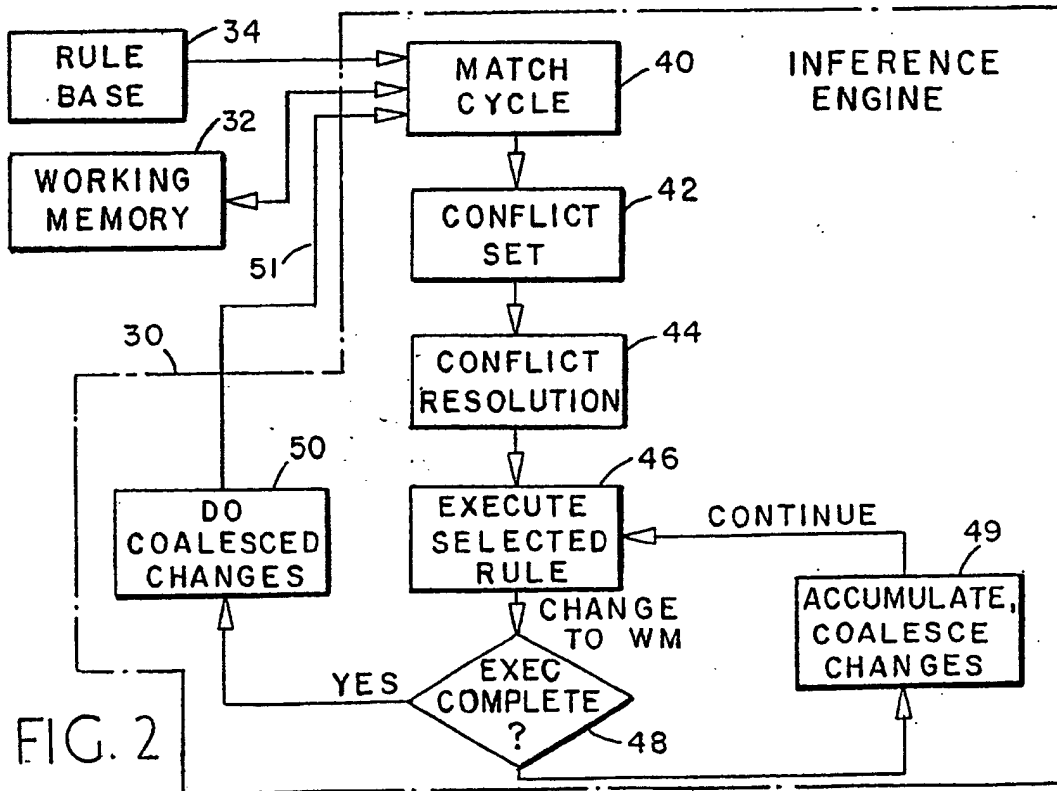 34
RULE
BASE
32
WORKING
MEMORY
51
30
MATCH
CYCLE
40
INFERENCE
ENGINE
CONFLICT
SET
42
CONFLICT
RESOLUTION
44
50
DO
COALESCED
CHANGES
EXECUTE
SELECTED
RULE
46
CONTINUE
49
ACCUMULATE,
COALESCE
CHANGES
CHANGE
TO WM
YES
EXEC
COMPLETE
?
48
FIG. 2